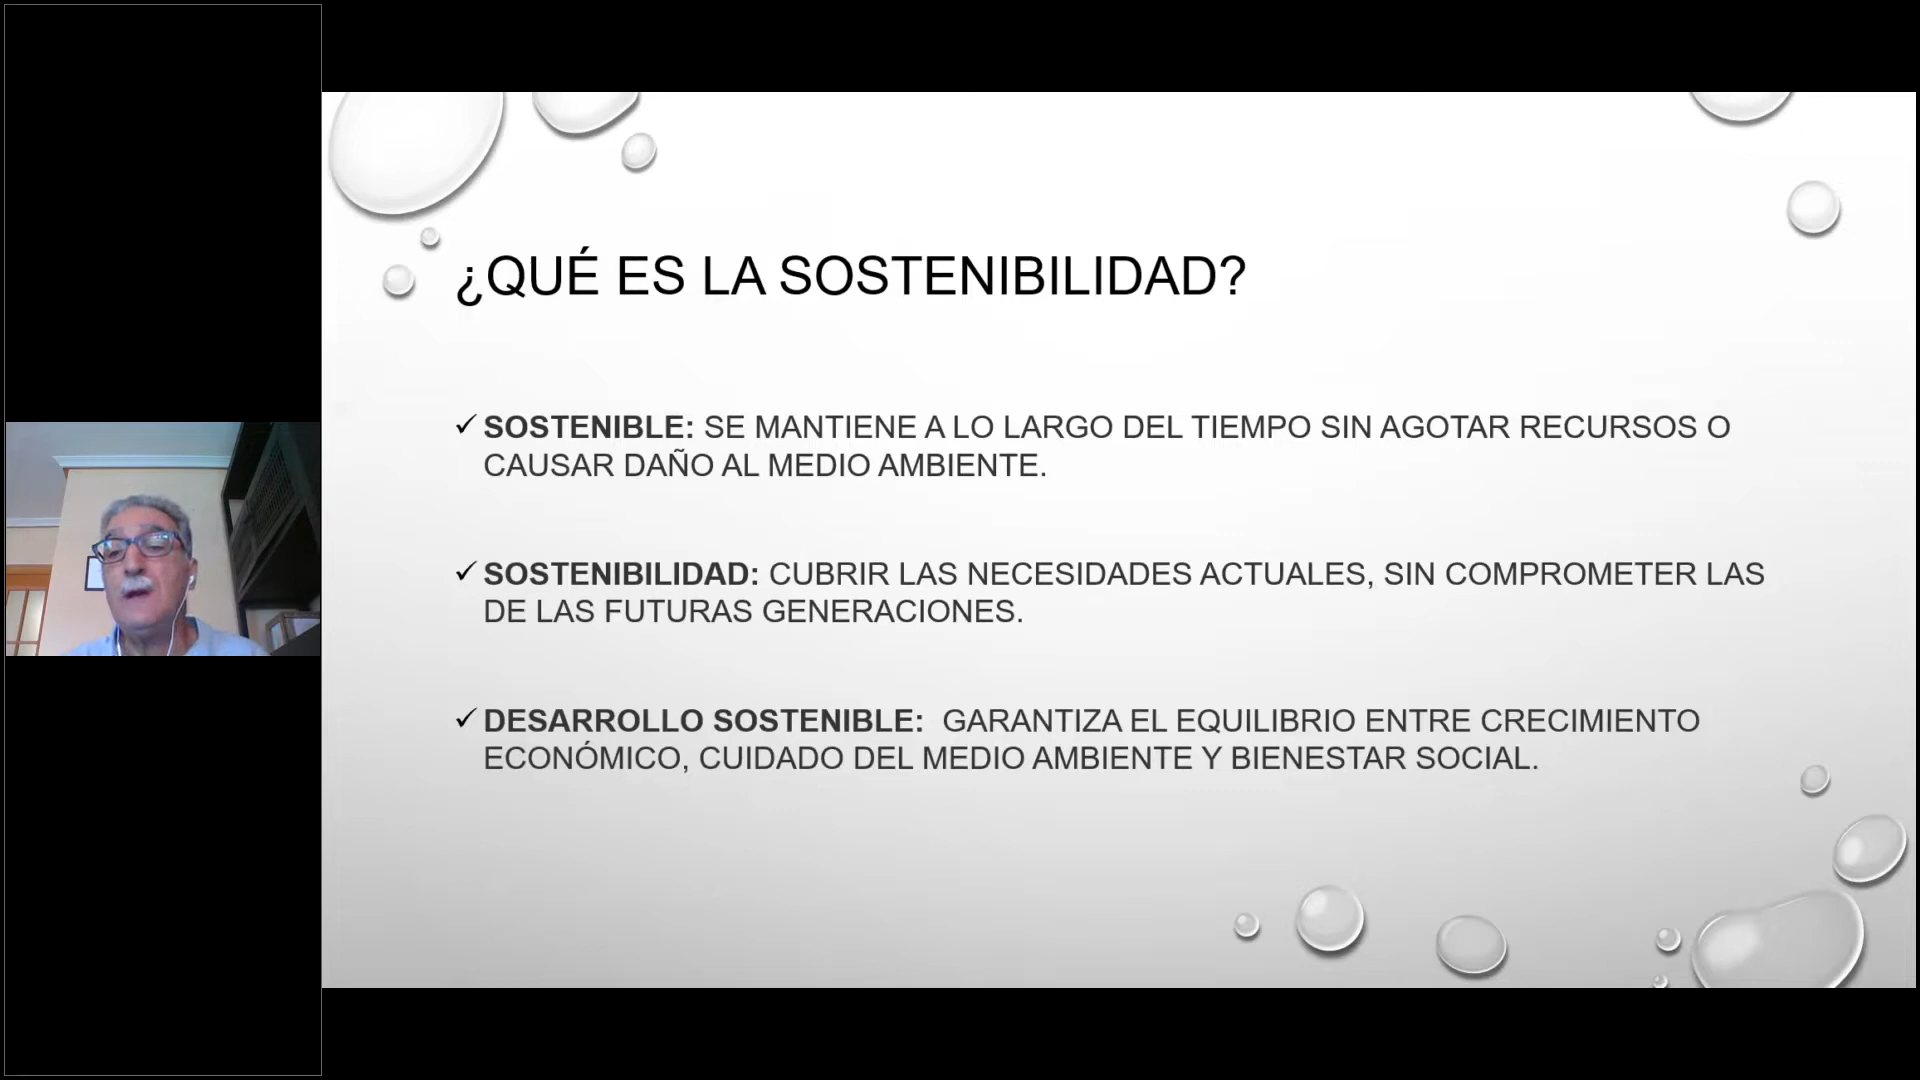 ¿QUÉ ES LA SOSTENIBILIDAD?
SOSTENIBLE: SE MANTIENE A LO LARGO DEL TIEMPO SIN AGOTAR RECURSOS O
CAUSAR DAÑO AL MEDIO AMBIENTE.
SOSTENIBILIDAD: CUBRIR LAS NECESIDADES ACTUALES, SIN COMPROMETER LAS
DE LAS FUTURAS GENERACIONES.
DESARROLLO SOSTENIBLE: GARANTIZA EL EQUILIBRIO ENTRE CRECIMIENTO
ECONÓMICO, CUIDADO DEL MEDIO AMBIENTE Y BIENESTAR SOCIAL.